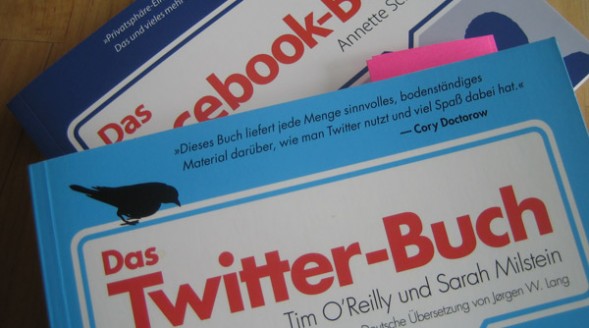 »Privatsphäre-
Das und vieles mehr
Annette
Das
cebook-B
»Dieses Buch liefert jede Menge sinnvolles, bodenständiges
Material darüber, wie man Twitter nutzt und viel Spaß dabei hat.«
— Cory Doctorow
Das
Twitter-Buch
Tim O'Reilly und Sarah Milstein
Deutsche Übersetzung von Jørgen W. Lang